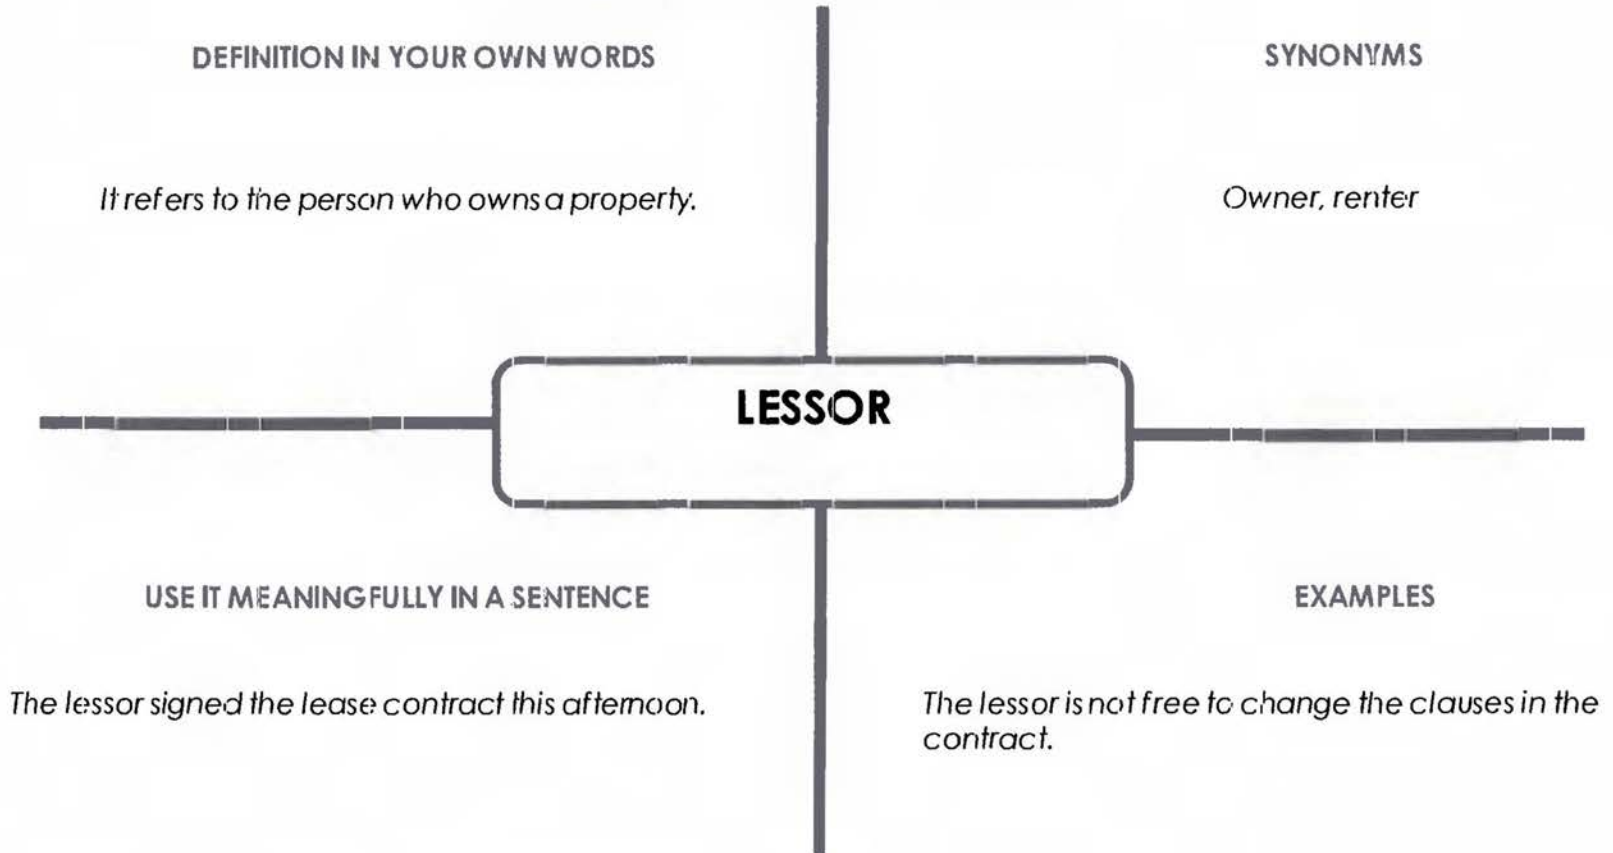 DEFINITION IN YOUR OWN WORDS
It refers to the person who owns a property.
SYNONYMS
Owner, renter
LESSOR
USE IT MEANINGFULLY IN A SENTENCE
The lessor signed the lease contract this afternoon.
EXAMPLES
The lessor is not free to change the clauses in the
contract.